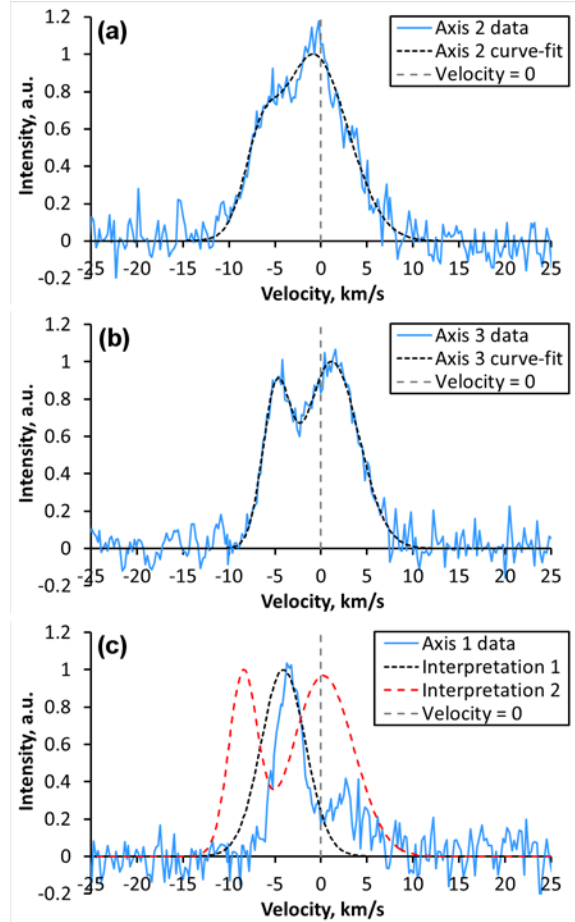 (a)
Axis 2 data
Axis 2 curve-fit
Velocity = 0
Intensity, a.u.
1.2
1
0.8
0.6
0.4
0.2
0
-0.2
-25 -20 -15 -10 -5 0 5 10 15 20 25
Velocity, km/s
(b)
Axis 3 data
Axis 3 curve-fit
Velocity = 0
Intensity, a.u.
1.2
1
0.8
0.6
0.4
0.2
0
-0.2
-25 -20 -15 -10 -5 0 5 10 15 20 25
Velocity, km/s
(c)
Axis 1 data
Interpretation 1
Interpretation 2
Velocity = 0
Intensity, a.u.
1.2
1
0.8
0.6
0.4
0.2
0
-0.2
-25 -20 -15 -10 -5 0 5 10 15 20 25
Velocity, km/s